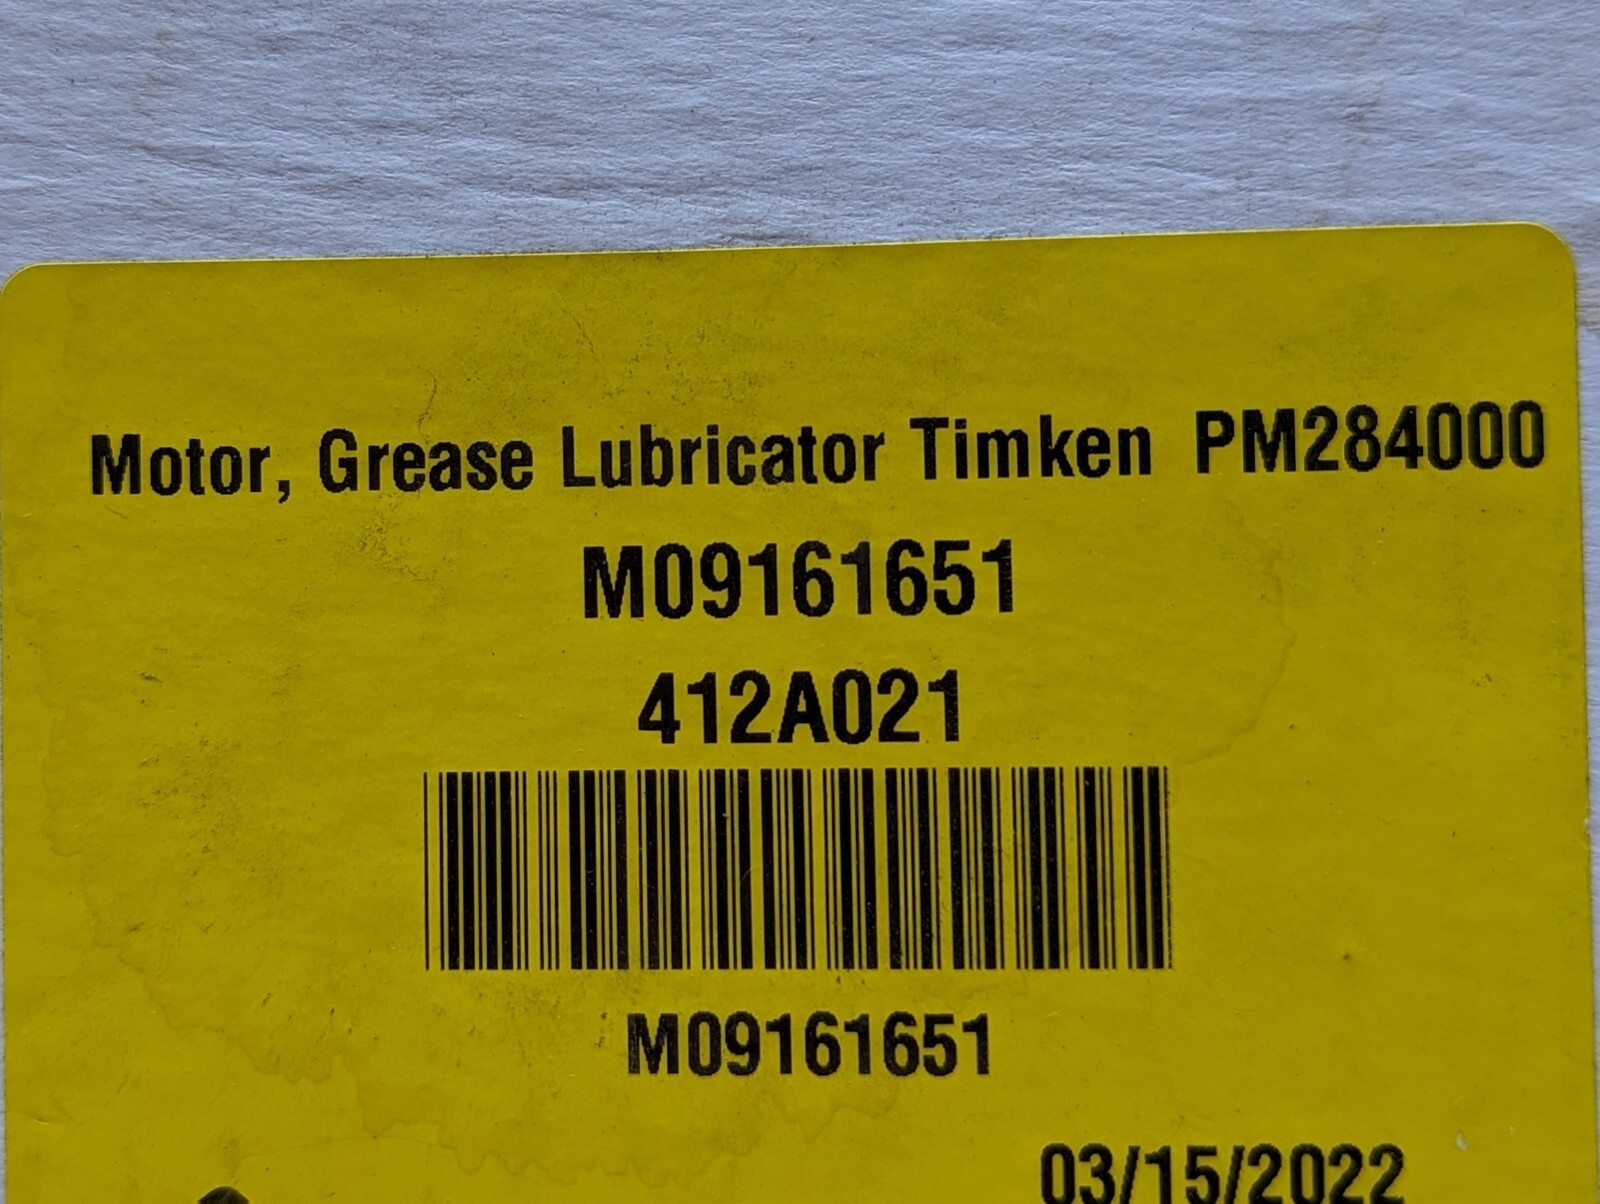 Motor, Grease Lubricator Timken PM284000
M09161651
412A021
M09161651
03/15/2022